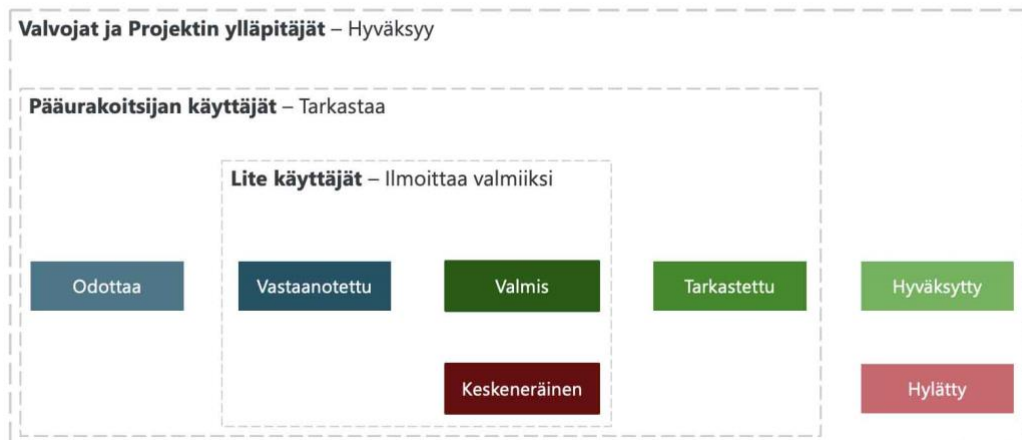 Valvojat ja Projektin ylläpitäjät – Hyväksyy
Pääurakoitsijan käyttäjät – Tarkastaa
Lite käyttäjät – Ilmoittaa valmiiksi
Odottaa
Vastaanotettu
Valmis
Tarkastettu
Hyväksytty
Keskeneräinen
Hylätty